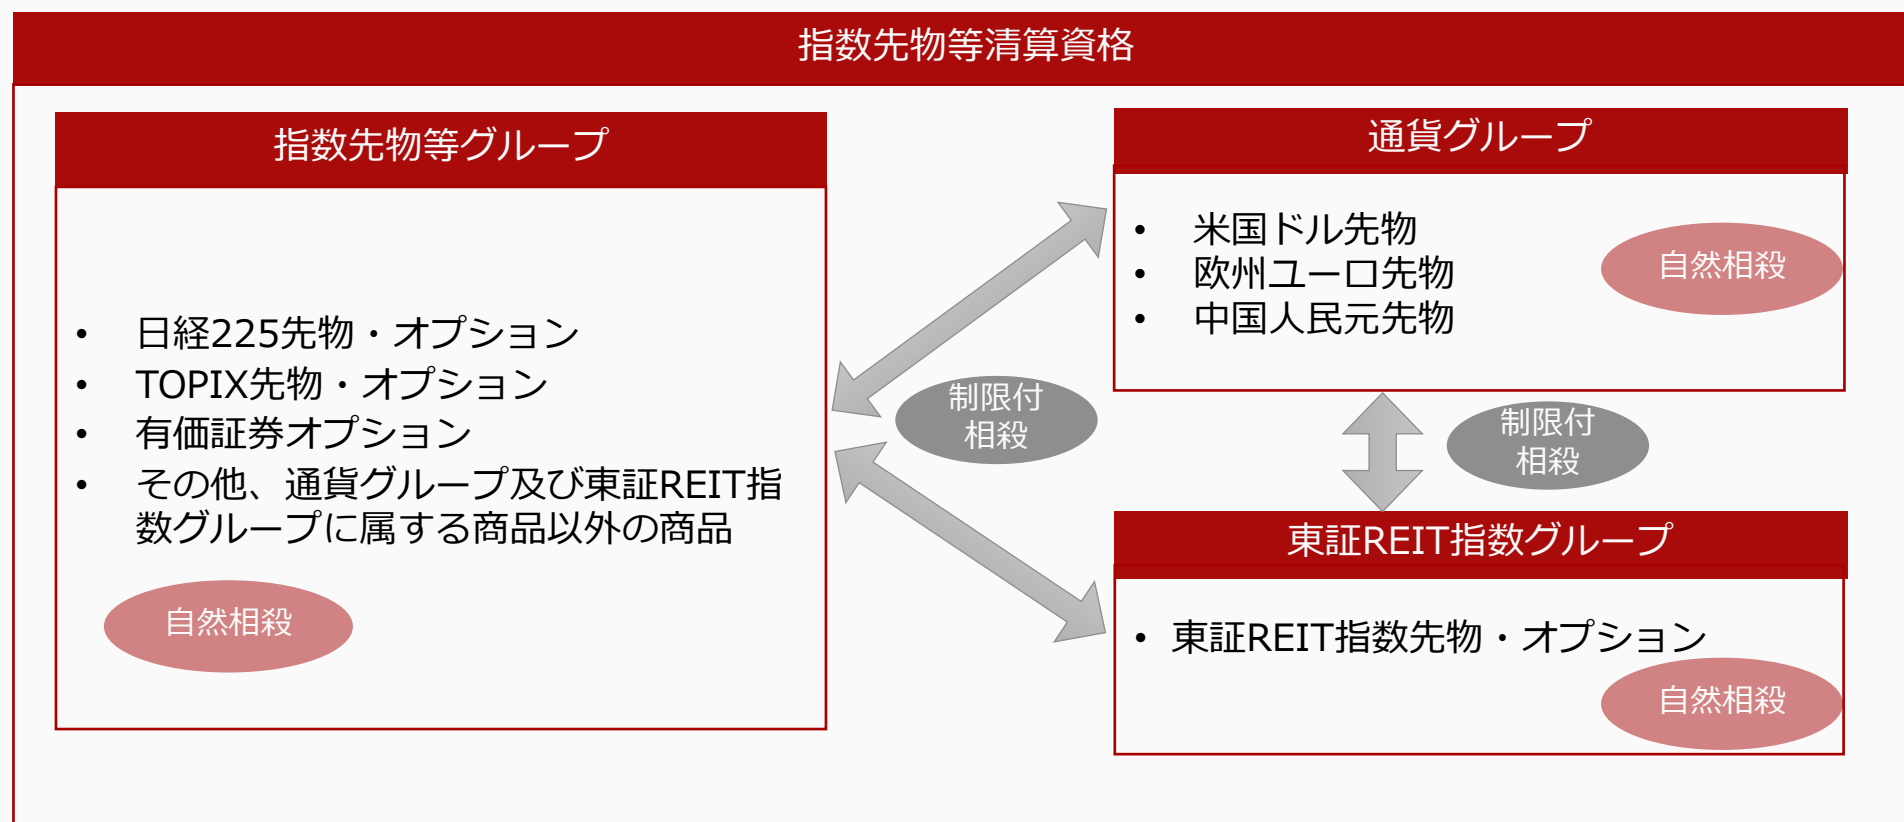 指数先物等清算資格
指数先物等グループ
• 日経225先物・オプション
• TOPIX先物・オプション
• 有価証券オプション
• その他、通貨グループ及び東証REIT指
数グループに属する商品以外の商品
自然相殺
制限付
相殺
通貨グループ
• 米国ドル先物
• 欧州ユーロ先物
• 中国人民元先物
自然相殺
制限付
相殺
東証REIT指数グループ
• 東証REIT指数先物・オプション
自然相殺